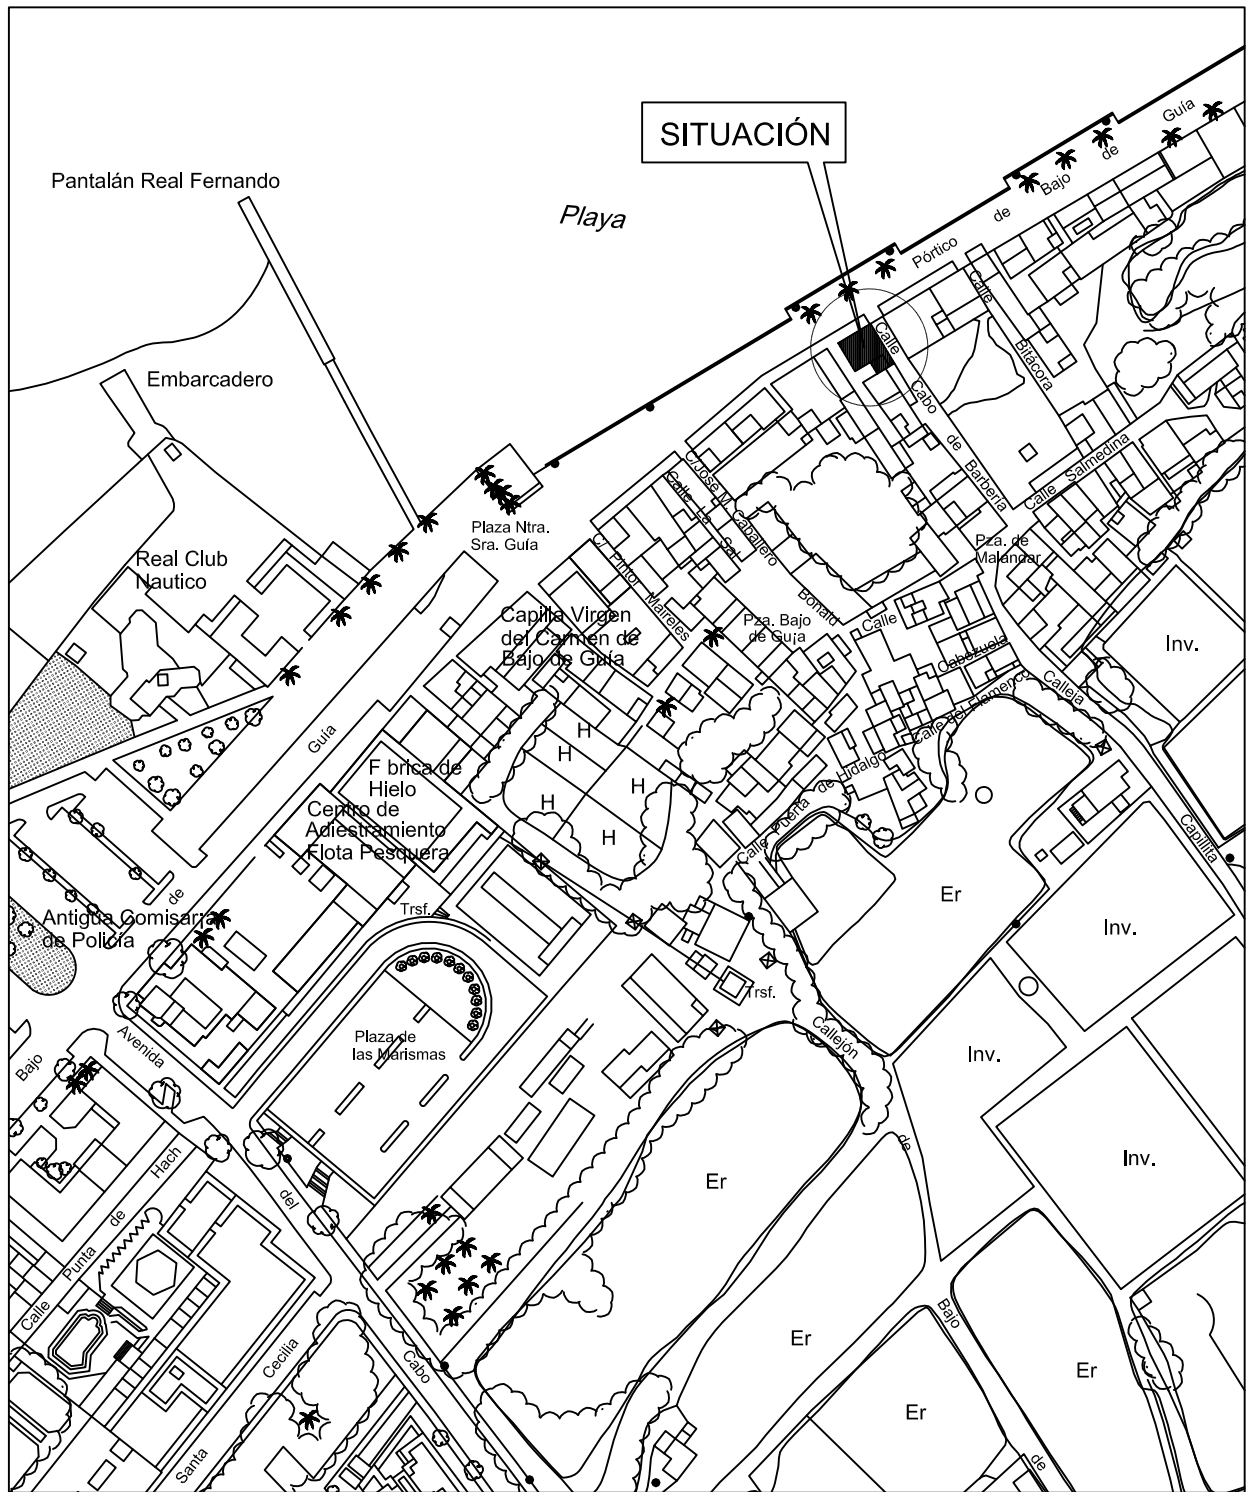 Guía
SITUACIÓN
de
Bajo
de
Pórtico
Pantalán Real Fernando
Playa
Calle
Bitácora
Calle
Cabo
de
Barbería
Embarcadero
Calle Salmedina
C/José M. Caballero
Calle La Sal
Plaza Ntra.
Sra. Guía
Pza. de
Malandar
Real Club
Nautico
C/. Pintor Maireles
Capilla Virgen
del Carmen de
Bajo de Guía
Pza. Bajo
de Gu¡a
Bonalo
Calle
Cabezuela
Inv.
Calle del Flamenco
Calleja
Capillita
Guía
H
H
H
H
H
F brica de
Hielo
Centro de
Adiestramiento
Flota Pesquera
Calle Puerta de Hidalgo
Er
Inv.
de
Trsf.
Antigua Comisar¡a
de Policía
Trsf.
Avenida
Plaza de
las Marismas
Callejón
Inv.
Bajo
Inv.
de
Er
Calle Punta de Hach
del
Bajo
Er
Er
Er
Santa Cecilia
Cabo
de